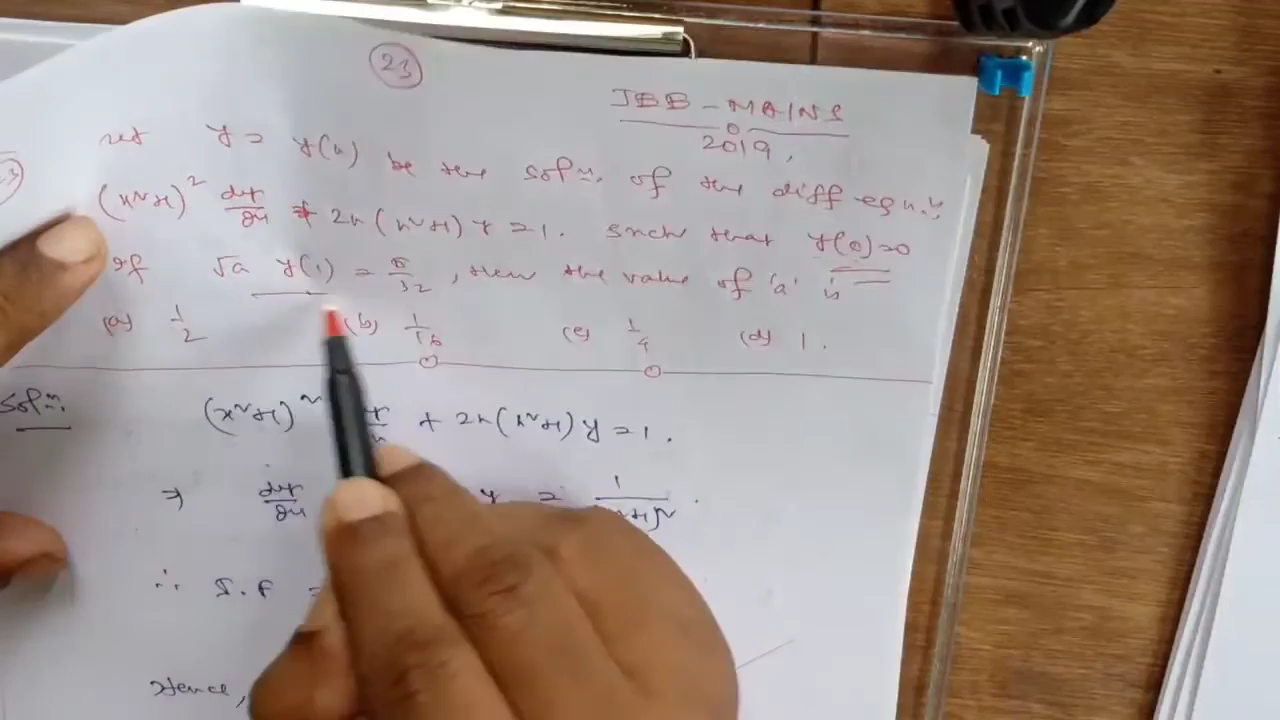 23
JEE - MAINS
2019,
Let y = y(x) be the soln. of the diff eqn.
(x²+1)² dy/dx + 2x(x²+1) y = 1. such that y(0)=0
If √a y(1) = π/32, then the value of 'a' is
(a) 1/2 (b) 1/16 (c) 1/4 (d) 1.
Soln. (x²+1)² + 2x(x²+1) y = 1.
⇒ dy/dx y = 1
∴ I.F =
Hence,